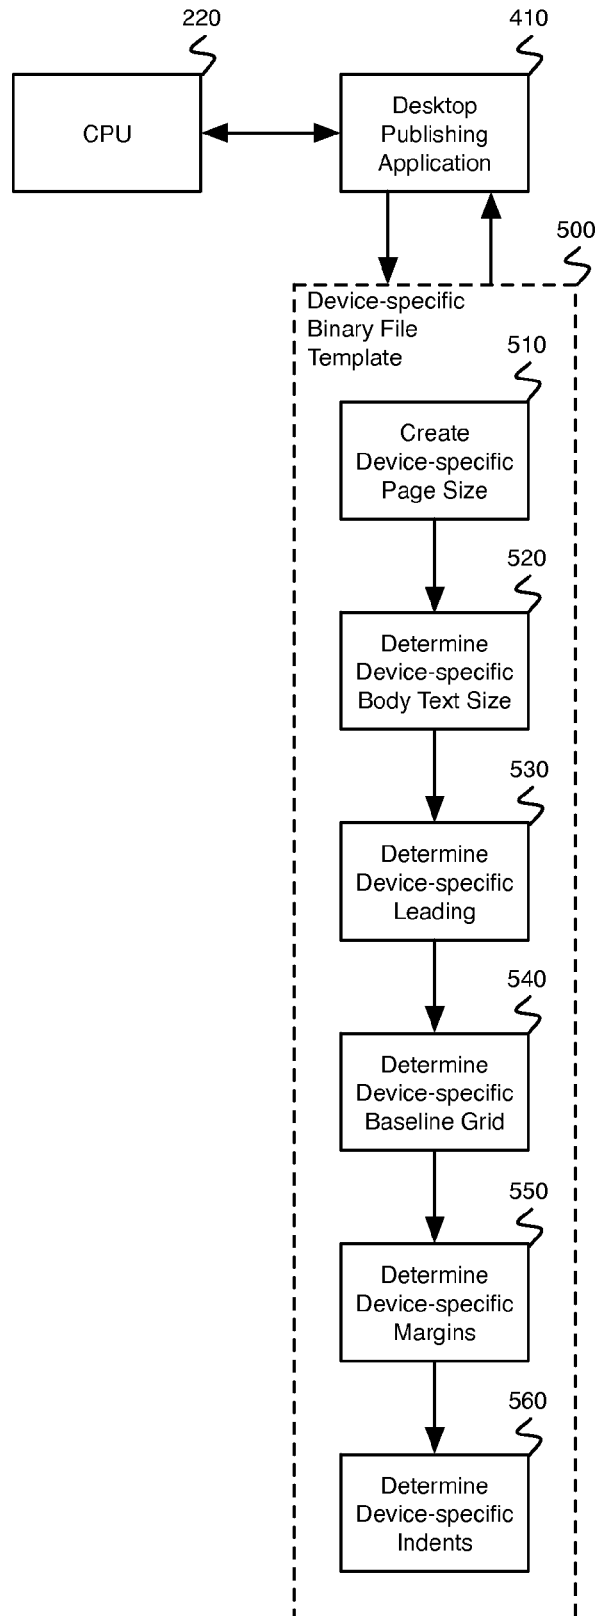 220
410
CPU
Desktop
Publishing
Application
500
Device-specific
Binary File
Template
510
Create
Device-specific
Page Size
520
Determine
Device-specific
Body Text Size
530
Determine
Device-specific
Leading
540
Determine
Device-specific
Baseline Grid
550
Determine
Device-specific
Margins
560
Determine
Device-specific
Indents